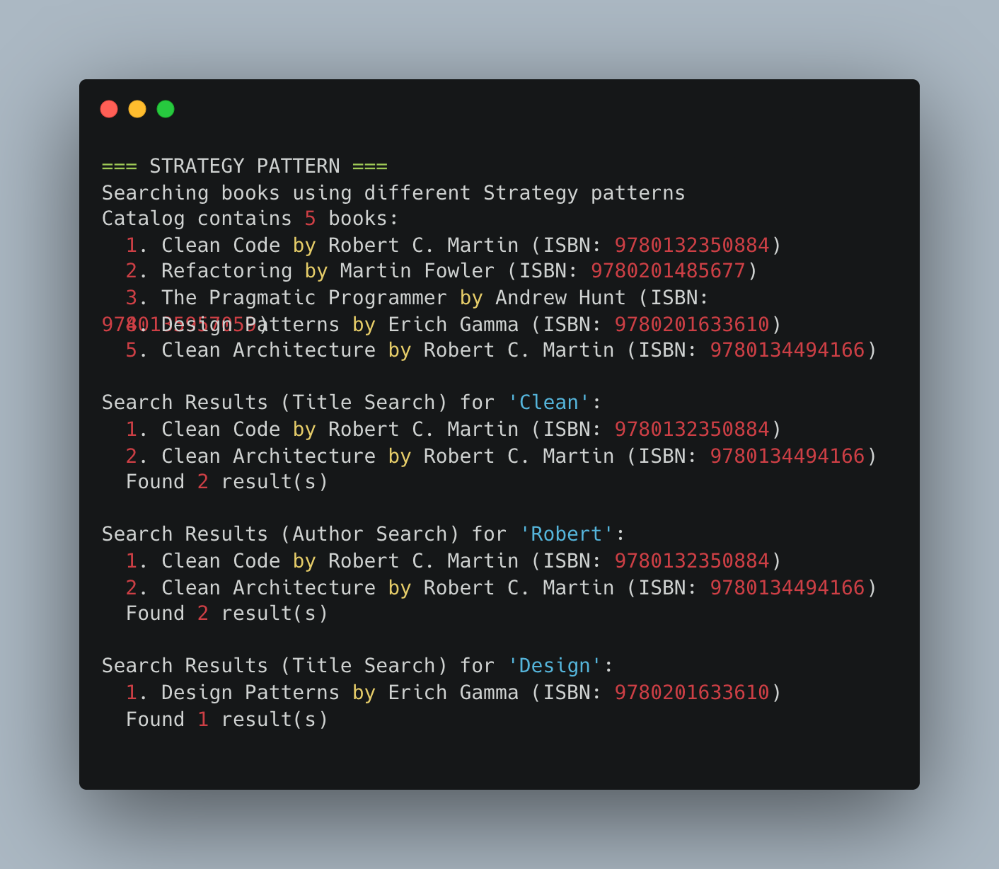 === STRATEGY PATTERN ===
Searching books using different Strategy patterns
Catalog contains 5 books:
  1. Clean Code by Robert C. Martin (ISBN: 9780132350884)
  2. Refactoring by Martin Fowler (ISBN: 9780201485677)
  3. The Pragmatic Programmer by Andrew Hunt (ISBN:
9780135957059)
  4. Design Patterns by Erich Gamma (ISBN: 9780201633610)
  5. Clean Architecture by Robert C. Martin (ISBN: 9780134494166)
Search Results (Title Search) for 'Clean':
  1. Clean Code by Robert C. Martin (ISBN: 9780132350884)
  2. Clean Architecture by Robert C. Martin (ISBN: 9780134494166)
  Found 2 result(s)
Search Results (Author Search) for 'Robert':
  1. Clean Code by Robert C. Martin (ISBN: 9780132350884)
  2. Clean Architecture by Robert C. Martin (ISBN: 9780134494166)
  Found 2 result(s)
Search Results (Title Search) for 'Design':
  1. Design Patterns by Erich Gamma (ISBN: 9780201633610)
  Found 1 result(s)